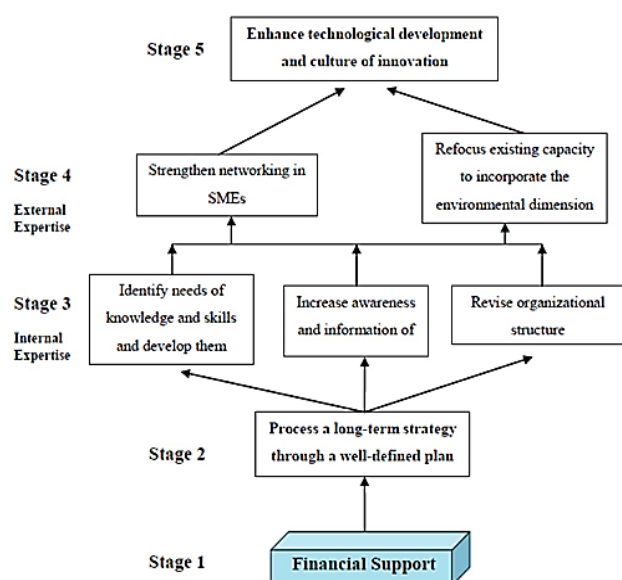 Stage 5
Enhance technological development
and culture of innovation
Stage 4
External
Expertise
Strengthen networking in
SMEs
Refocus existing capacity
to incorporate the
environmental dimension
Stage 3
Internal
Expertise
Identify needs of
knowledge and skills
and develop them
Increase awareness
and information of
Revise organizational
structure
Stage 2
Process a long-term strategy
through a well-defined plan
Stage 1
Financial Support